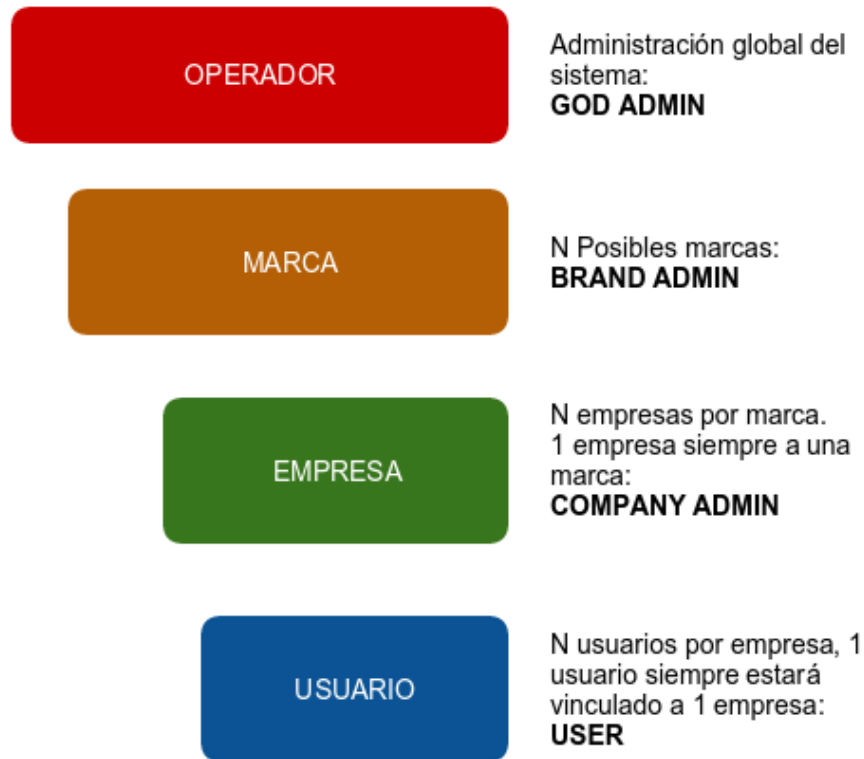 OPERADOR
Administración global del
sistema:
GOD ADMIN
MARCA
N Posibles marcas:
BRAND ADMIN
EMPRESA
N empresas por marca.
1 empresa siempre a una
marca:
COMPANY ADMIN
USUARIO
N usuarios por empresa, 1
usuario siempre estará
vinculado a 1 empresa:
USER